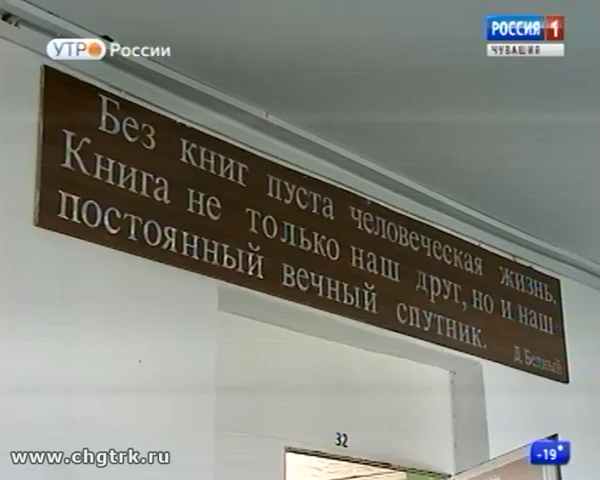 УТРО России
РОССИЯ 1
ЧУВАШИЯ
Без книг пуста человеческая жизнь.
Книга не только наш друг, но и наш
постоянный вечный спутник.
Д.Бедный
32
-19°
www.chgtrk.ru